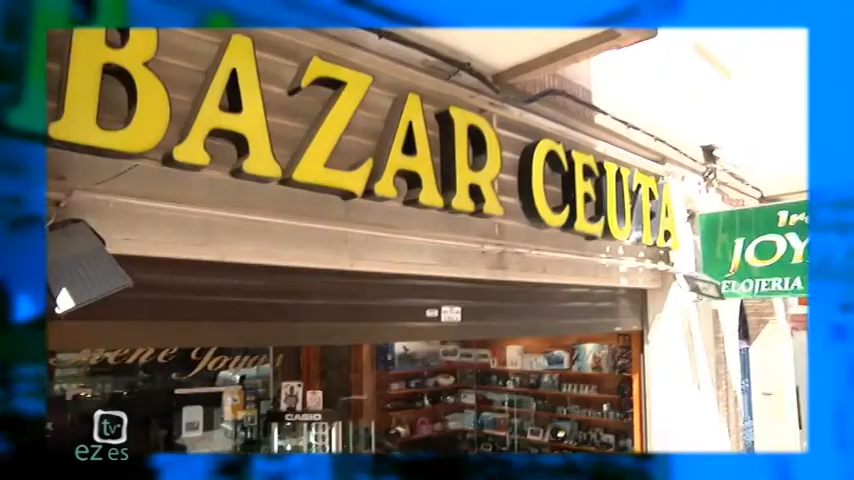 BAZAR CEUTA
JOY
ELOJERIA
CASIO
tv
ez es